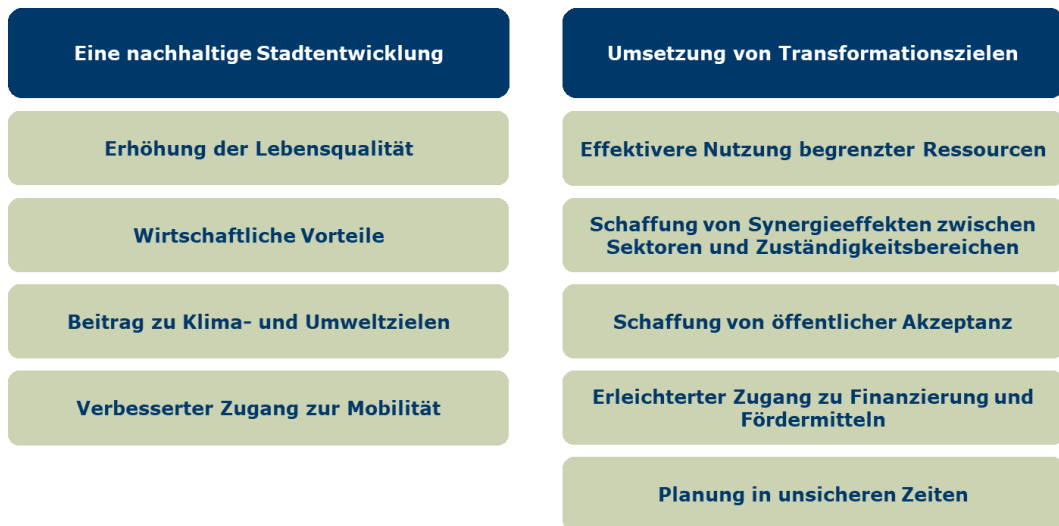 Eine nachhaltige Stadtentwicklung
Erhöhung der Lebensqualität
Wirtschaftliche Vorteile
Beitrag zu Klima- und Umweltzielen
Verbesserter Zugang zur Mobilität
Umsetzung von Transformationszielen
Effektivere Nutzung begrenzter Ressourcen
Schaffung von Synergieeffekten zwischen
Sektoren und Zuständigkeitsbereichen
Schaffung von öffentlicher Akzeptanz
Erleichterter Zugang zu Finanzierung und
Fördermitteln
Planung in unsicheren Zeiten